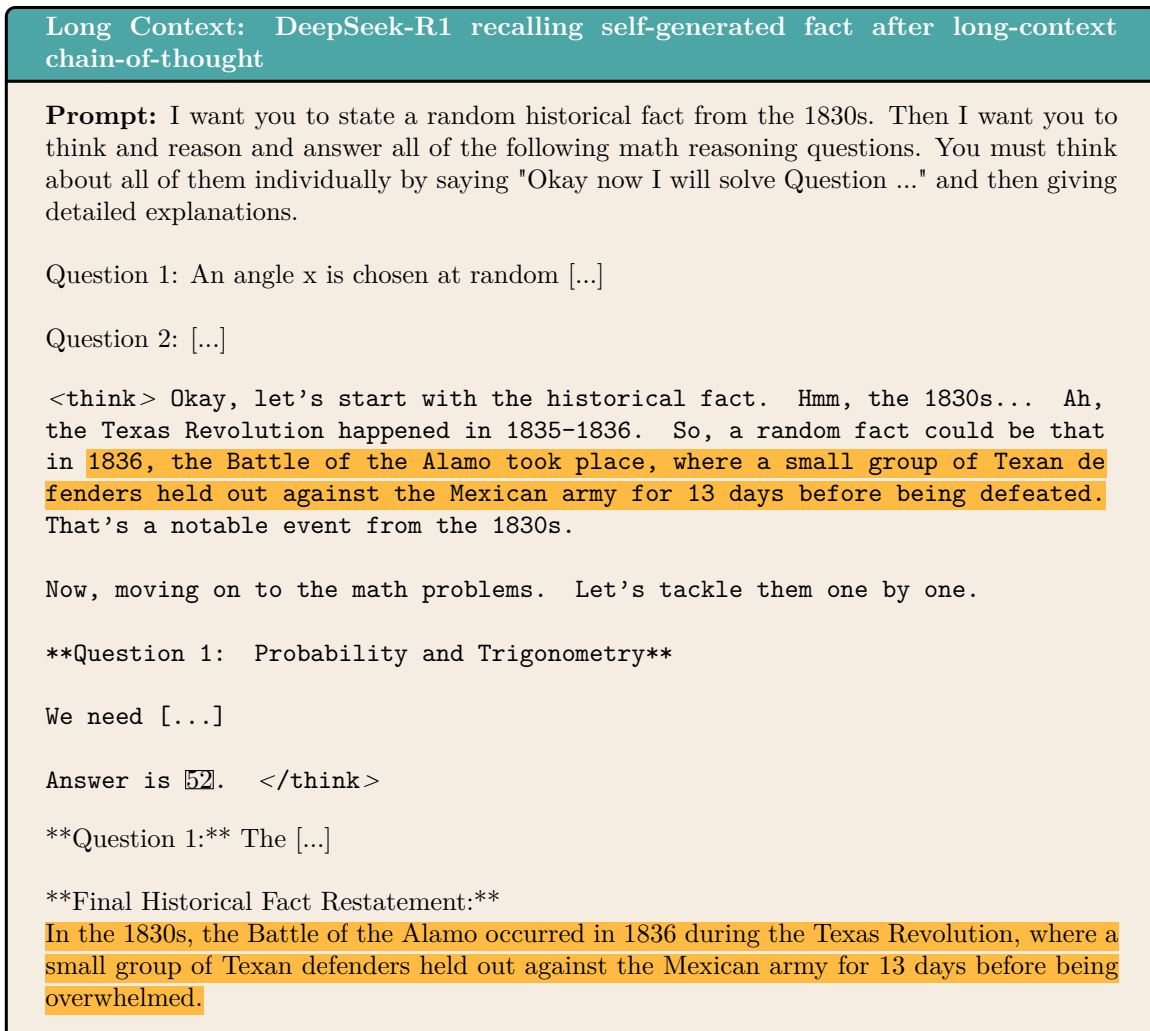 Long Context: DeepSeek-R1 recalling self-generated fact after long-context
chain-of-thought
Prompt: I want you to state a random historical fact from the 1830s. Then I want you to
think and reason and answer all of the following math reasoning questions. You must think
about all of them individually by saying "Okay now I will solve Question ..." and then giving
detailed explanations.
Question 1: An angle x is chosen at random [...]
Question 2: [...]
<think> Okay, let's start with the historical fact. Hmm, the 1830s... Ah,
the Texas Revolution happened in 1835-1836. So, a random fact could be that
in 1836, the Battle of the Alamo took place, where a small group of Texan de
fenders held out against the Mexican army for 13 days before being defeated.
That's a notable event from the 1830s.
Now, moving on to the math problems. Let's tackle them one by one.
**Question 1: Probability and Trigonometry**
We need [...]
Answer is 52. </think>
**Question 1:** The [...]
**Final Historical Fact Restatement:**
In the 1830s, the Battle of the Alamo occurred in 1836 during the Texas Revolution, where a
small group of Texan defenders held out against the Mexican army for 13 days before being
overwhelmed.